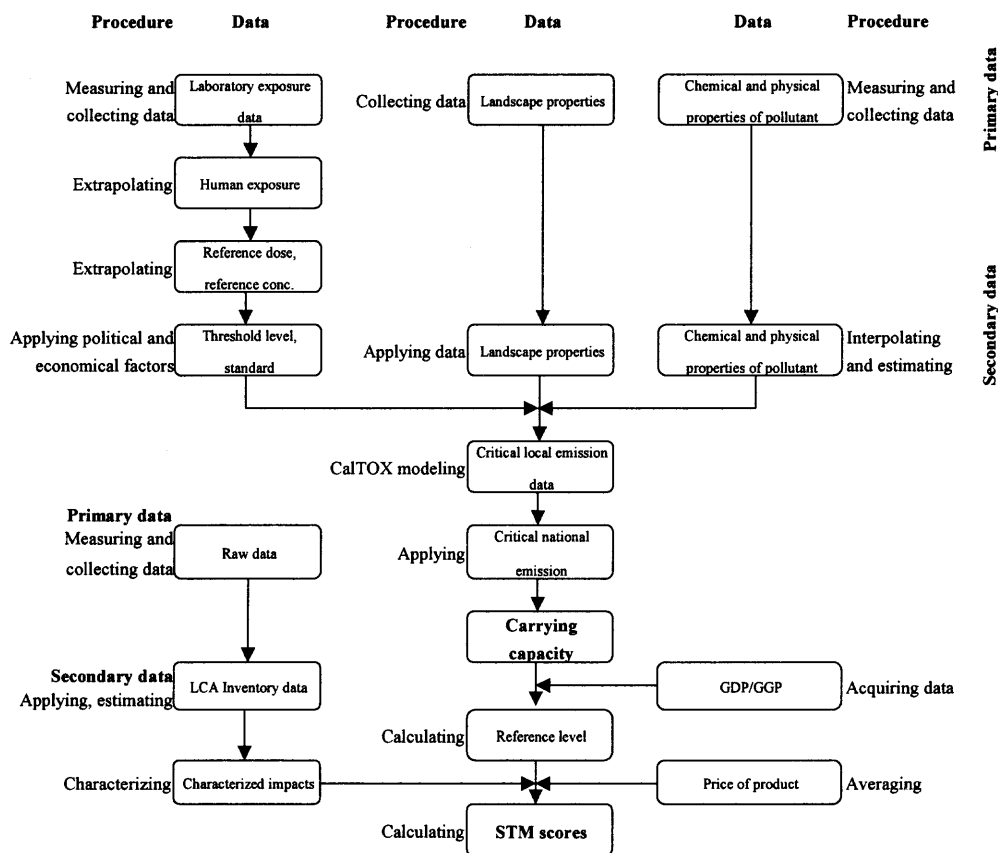 Procedure Data Procedure Data Data Procedure
Measuring and
collecting data
Laboratory exposure
data
Collecting data
Landscape properties
Chemical and physical
properties of pollutant
Measuring and
collecting data
Primary data
Extrapolating
Human exposure
Extrapolating
Reference dose,
reference conc.
Secondary data
Applying political and
economical factors
Threshold level,
standard
Applying data
Landscape properties
Chemical and physical
properties of pollutant
Interpolating
and estimating
CalTOX modeling
Critical local emission
data
Primary data
Measuring and
collecting data
Raw data
Applying
Critical national
emission
Carrying
capacity
Secondary data
Applying, estimating
LCA Inventory data
GDP/GGP
Acquiring data
Calculating
Reference level
Characterizing
Characterized impacts
Price of product
Averaging
Calculating
STM scores